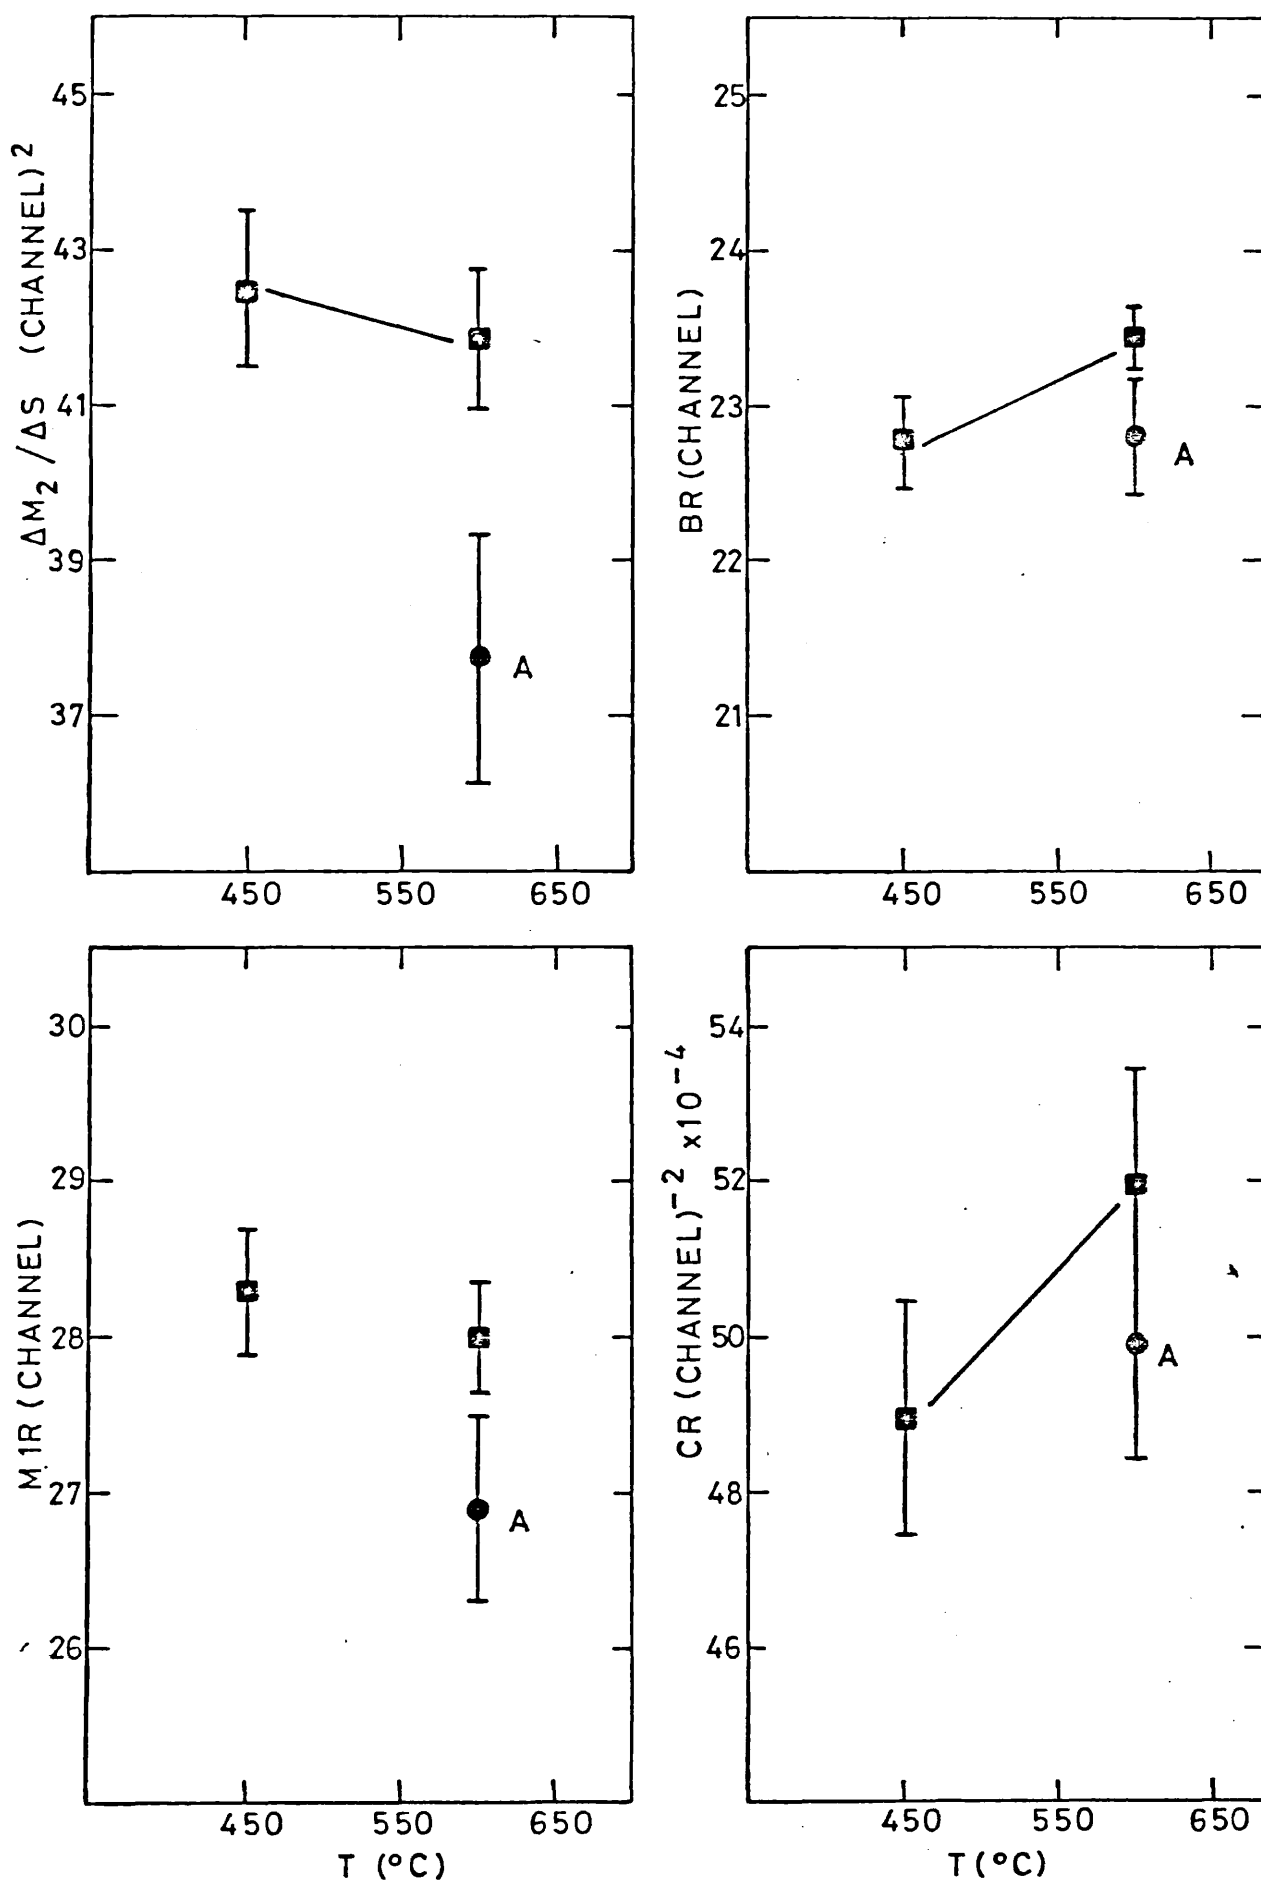 ΔM₂/ΔS (CHANNEL)²
45
43
41
39
37
A
450 550 650
BR (CHANNEL)
25
24
23
22
21
A
450 550 650
M1R (CHANNEL)
30
29
28
27
26
A
450 550 650
T (°C)
CR (CHANNEL)⁻² x10⁻⁴
54
52
50
48
46
A
450 550 650
T (°C)